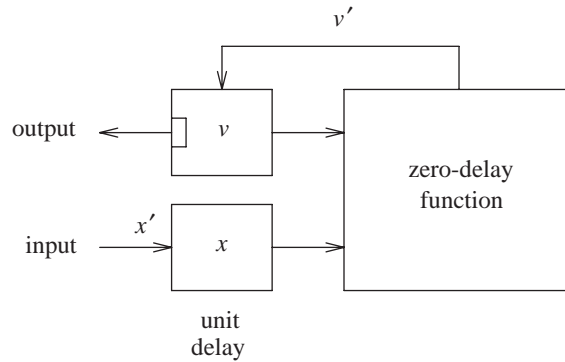 v′
output
v
zero-delay
function
x′
input
x
unit
delay